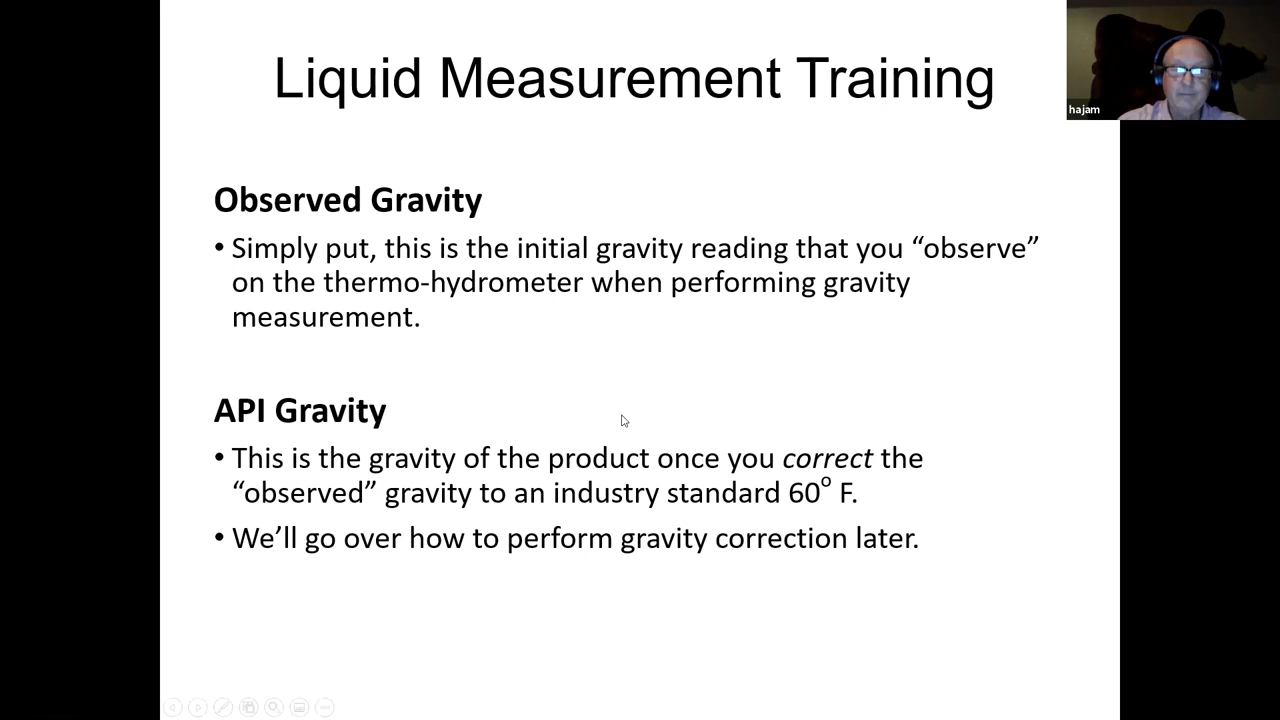 Liquid Measurement Training
hajam
Observed Gravity
• Simply put, this is the initial gravity reading that you “observe”
on the thermo-hydrometer when performing gravity
measurement.
API Gravity
• This is the gravity of the product once you correct the
“observed” gravity to an industry standard 60° F.
• We’ll go over how to perform gravity correction later.